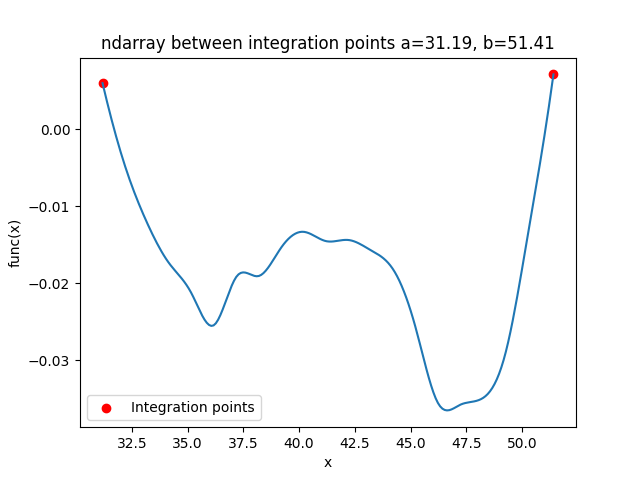 ndarray between integration points a=31.19, b=51.41
func(x)
0.00
−0.01
−0.02
−0.03
Integration points
32.5 35.0 37.5 40.0 42.5 45.0 47.5 50.0
x